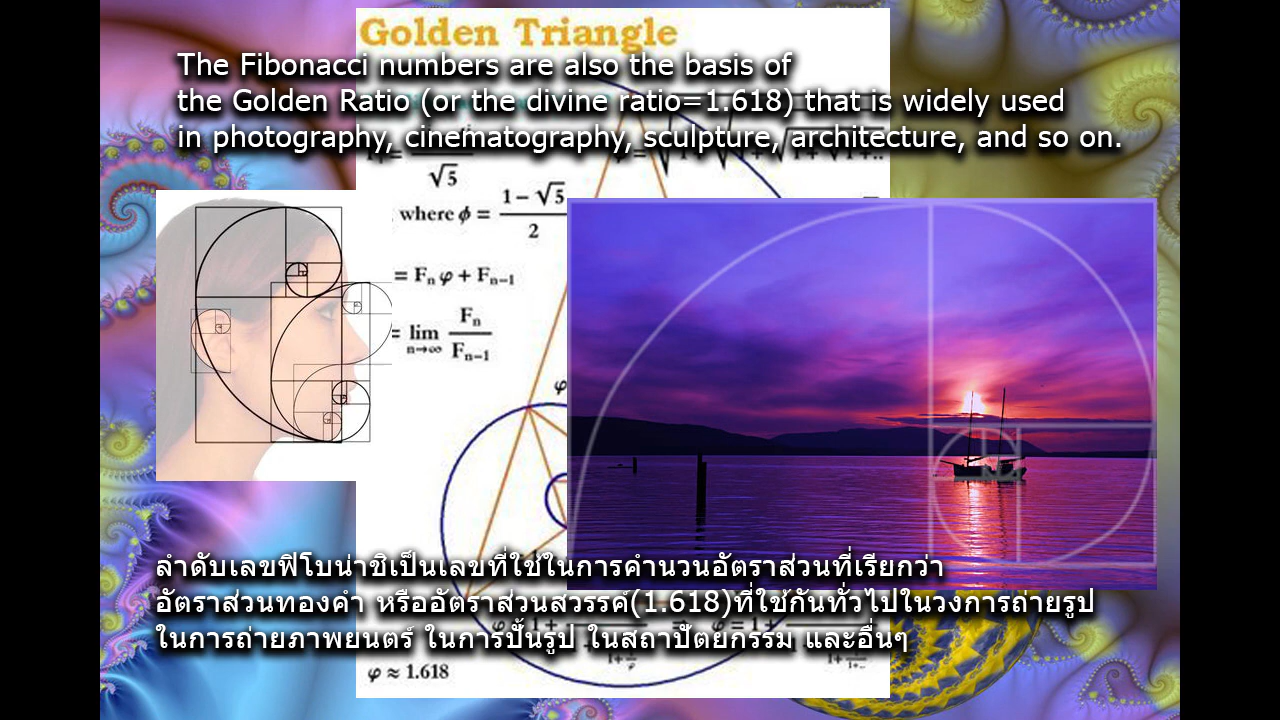 Golden Triangle
The Fibonacci numbers are also the basis of
the Golden Ratio (or the divine ratio=1.618) that is widely used
in photography, cinematography, sculpture, architecture, and so on.
√5
where ϕ = (1 − √5) / 2
= Fₙ φ + Fₙ₋₁
= lim n→∞ Fₙ / Fₙ₋₁
φ
ลำดับเลขฟิโบน่าชิเป็นเลขที่ใช้ในการคำนวนอัตราส่วนที่เรียกว่า
อัตราส่วนทองคำ หรืออัตราส่วนสวรรค์(1.618)ที่ใช้กันทั่วไปในวงการถ่ายรูป
ในการถ่ายภาพยนตร์ ในการปั้นรูป ในสถาปัตยกรรม และอื่นๆ
φ ≈ 1.618